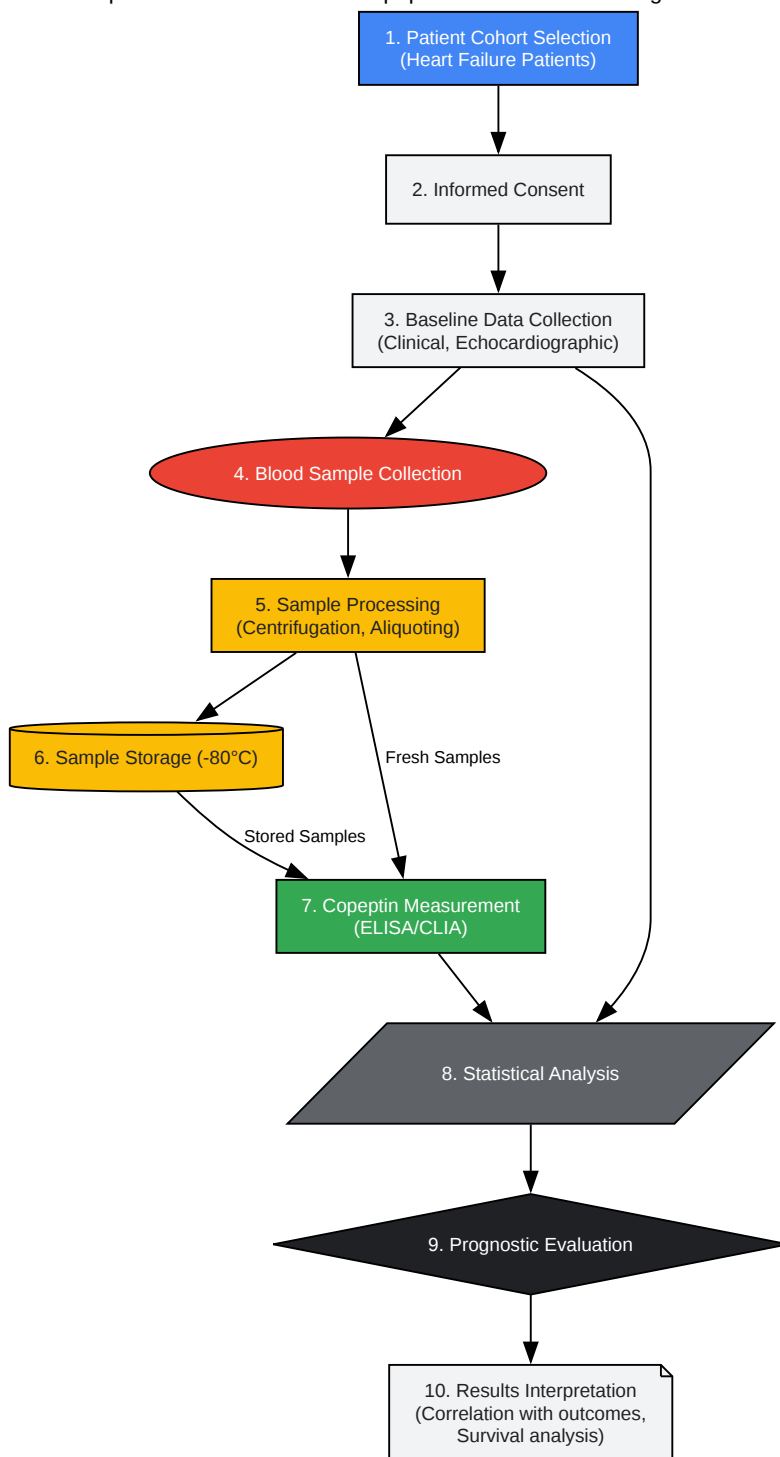 1. Patient Cohort Selection
(Heart Failure Patients)
2. Informed Consent
3. Baseline Data Collection
(Clinical, Echocardiographic)
4. Blood Sample Collection
5. Sample Processing
(Centrifugation, Aliquoting)
6. Sample Storage (-80°C)
Fresh Samples
Stored Samples
7. Copeptin Measurement
(ELISA/CLIA)
8. Statistical Analysis
9. Prognostic Evaluation
10. Results Interpretation
(Correlation with outcomes,
Survival analysis)